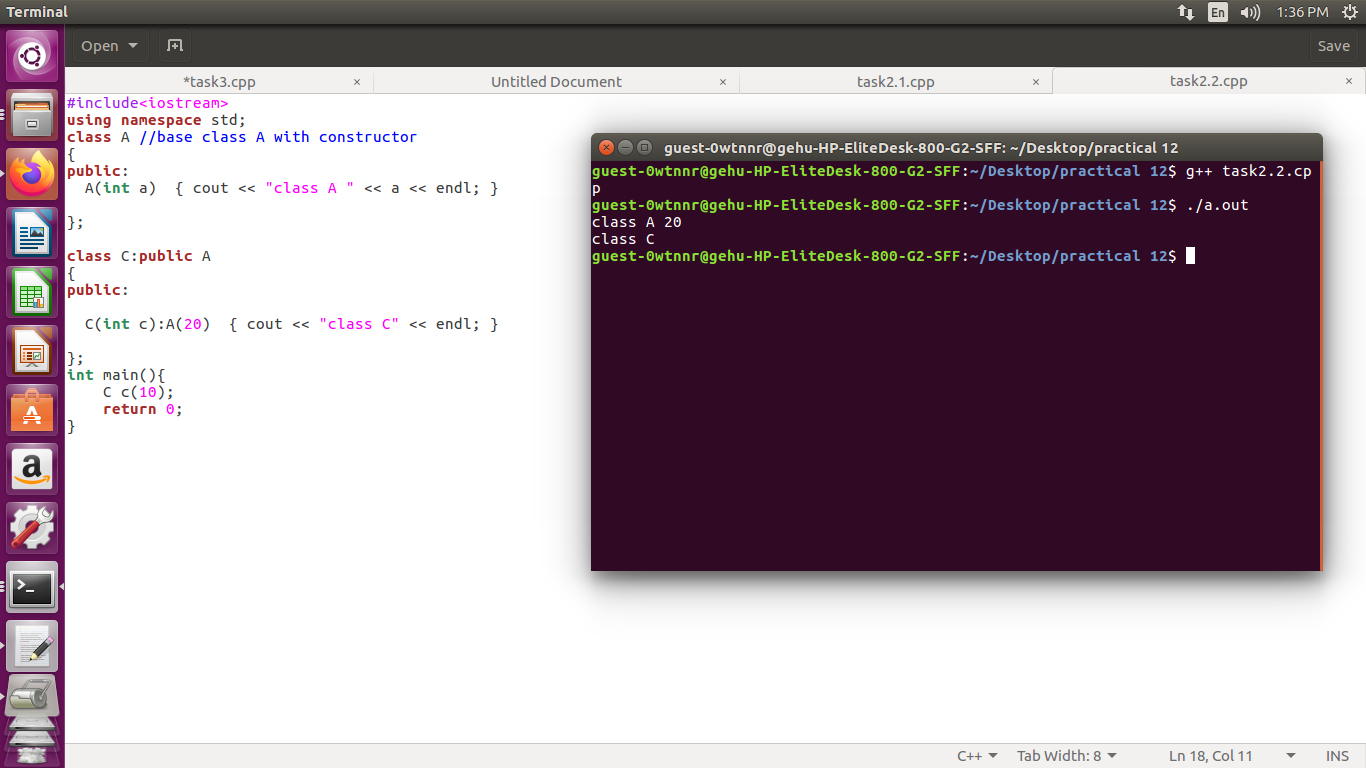 Terminal
En
1:36 PM
Open
Save
*task3.cpp ×
Untitled Document ×
task2.1.cpp ×
task2.2.cpp ×
#include<iostream>
using namespace std;
class A //base class A with constructor
{
public:
A(int a) { cout << "class A " << a << endl; }
};
class C:public A
{
public:
C(int c):A(20) { cout << "class C" << endl; }
};
int main(){
C c(10);
return 0;
}
guest-0wtnnr@gehu-HP-EliteDesk-800-G2-SFF: ~/Desktop/practical 12
guest-0wtnnr@gehu-HP-EliteDesk-800-G2-SFF:~/Desktop/practical 12$ g++ task2.2.cp
p
guest-0wtnnr@gehu-HP-EliteDesk-800-G2-SFF:~/Desktop/practical 12$ ./a.out
class A 20
class C
guest-0wtnnr@gehu-HP-EliteDesk-800-G2-SFF:~/Desktop/practical 12$
C++
Tab Width: 8
Ln 18, Col 11
INS